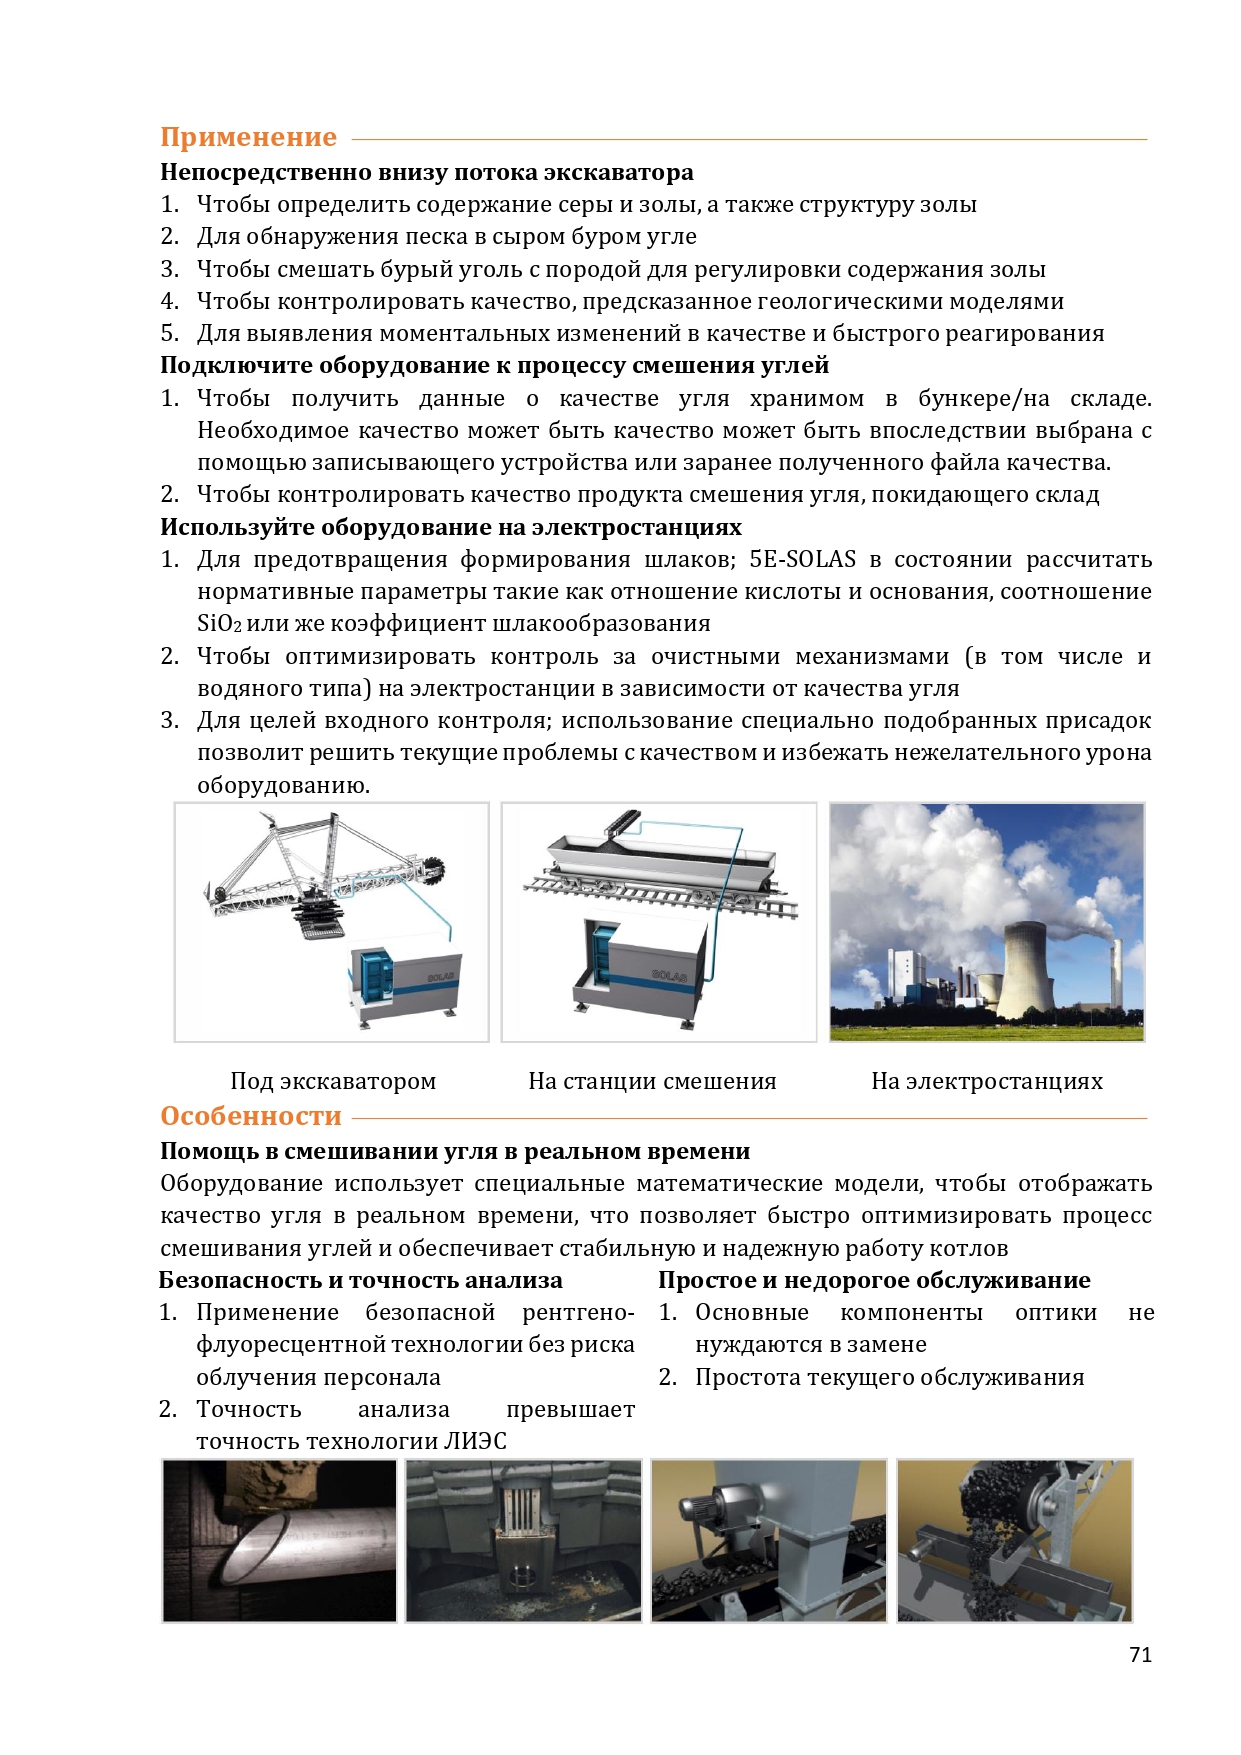 Применение
Непосредственно внизу потока экскаватора
1. Чтобы определить содержание серы и золы, а также структуру золы
2. Для обнаружения песка в сыром буром угле
3. Чтобы смешать бурый уголь с породой для регулировки содержания золы
4. Чтобы контролировать качество, предсказанное геологическими моделями
5. Для выявления моментальных изменений в качестве и быстрого реагирования
Подключите оборудование к процессу смешения углей
1. Чтобы получить данные о качестве угля хранимом в бункере/на складе.
Необходимое качество может быть качество может быть впоследствии выбрана с
помощью записывающего устройства или заранее полученного файла качества.
2. Чтобы контролировать качество продукта смешения угля, покидающего склад
Используйте оборудование на электростанциях
1. Для предотвращения формирования шлаков; 5E-SOLAS в состоянии рассчитать
нормативные параметры такие как отношение кислоты и основания, соотношение
SiO₂ или же коэффициент шлакообразования
2. Чтобы оптимизировать контроль за очистными механизмами (в том числе и
водяного типа) на электростанции в зависимости от качества угля
3. Для целей входного контроля; использование специально подобранных присадок
позволит решить текущие проблемы с качеством и избежать нежелательного урона
оборудованию.
SOLAS
SOLAS
Под экскаватором
На станции смешения
На электростанциях
Особенности
Помощь в смешивании угля в реальном времени
Оборудование использует специальные математические модели, чтобы отображать
качество угля в реальном времени, что позволяет быстро оптимизировать процесс
смешивания углей и обеспечивает стабильную и надежную работу котлов
Безопасность и точность анализа
1. Применение безопасной рентгено-
флуоресцентной технологии без риска
облучения персонала
2. Точность анализа превышает
точность технологии ЛИЭС
Простое и недорогое обслуживание
1. Основные компоненты оптики не
нуждаются в замене
2. Простота текущего обслуживания
71